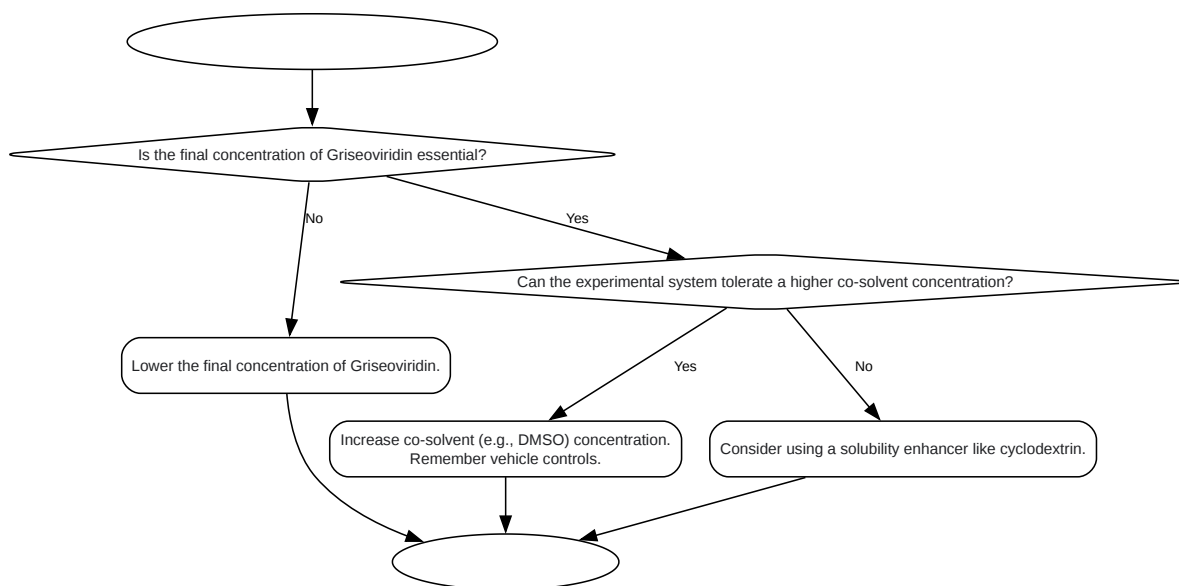 Is the final concentration of Griseoviridin essential?
No
Yes
Can the experimental system tolerate a higher co-solvent concentration?
Lower the final concentration of Griseoviridin.
Yes
No
Increase co-solvent (e.g., DMSO) concentration.
Remember vehicle controls.
Consider using a solubility enhancer like cyclodextrin.